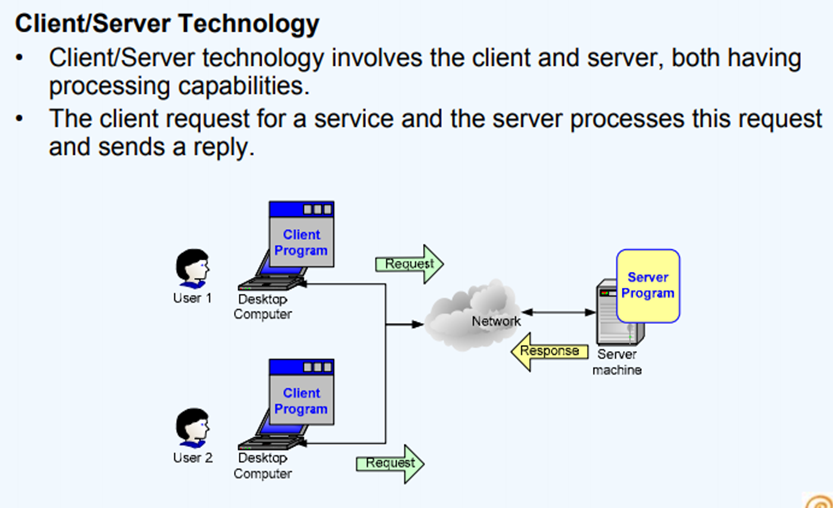 Client/Server Technology
• Client/Server technology involves the client and server, both having
processing capabilities.
• The client request for a service and the server processes this request
and sends a reply.
Client
Program
User 1
Desktop
Computer
Request
Network
Server
Program
Response
Server
machine
Client
Program
User 2
Desktop
Computer
Request